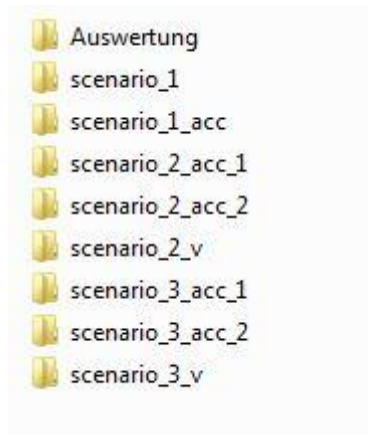 Auswertung
scenario_1
scenario_1_acc
scenario_2_acc_1
scenario_2_acc_2
scenario_2_v
scenario_3_acc_1
scenario_3_acc_2
scenario_3_v